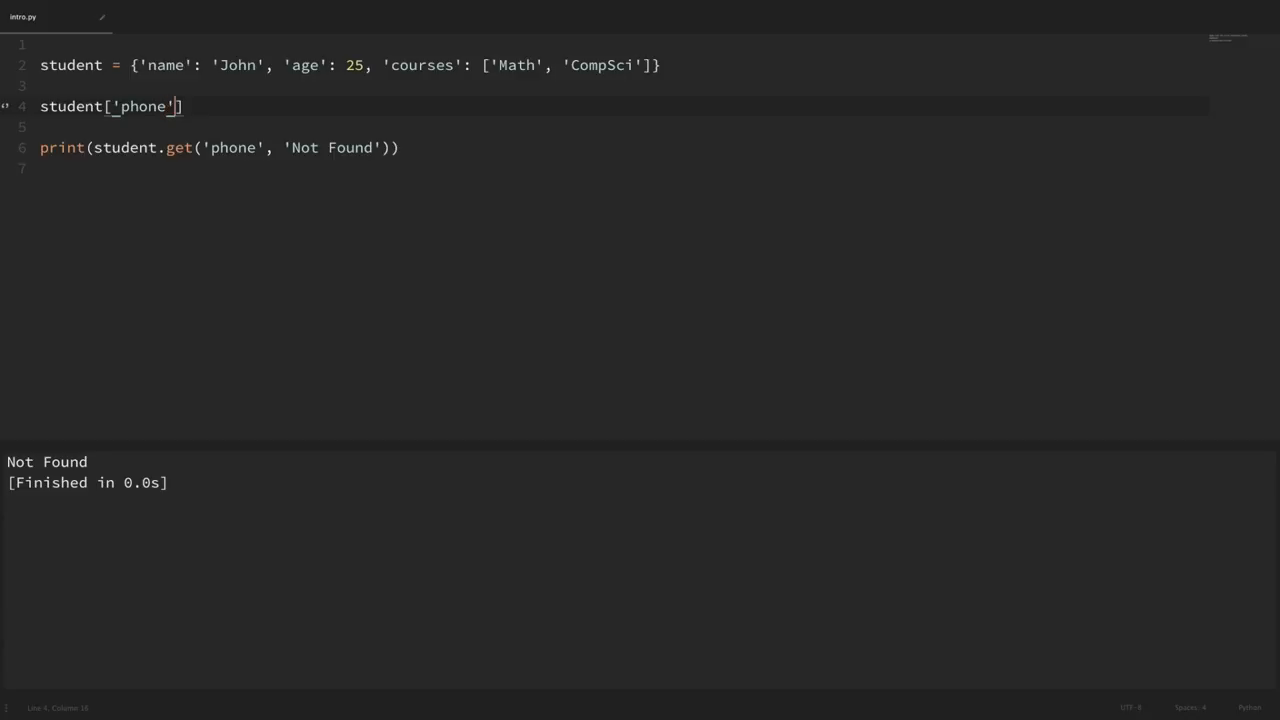 intro.py
1
2 student = {'name': 'John', 'age': 25, 'courses': ['Math', 'CompSci']}
3
4 student['phone']
5
6 print(student.get('phone', 'Not Found'))
7
Not Found
[Finished in 0.0s]
Line 4, Column 16 UTF-8 Spaces: 4 Python